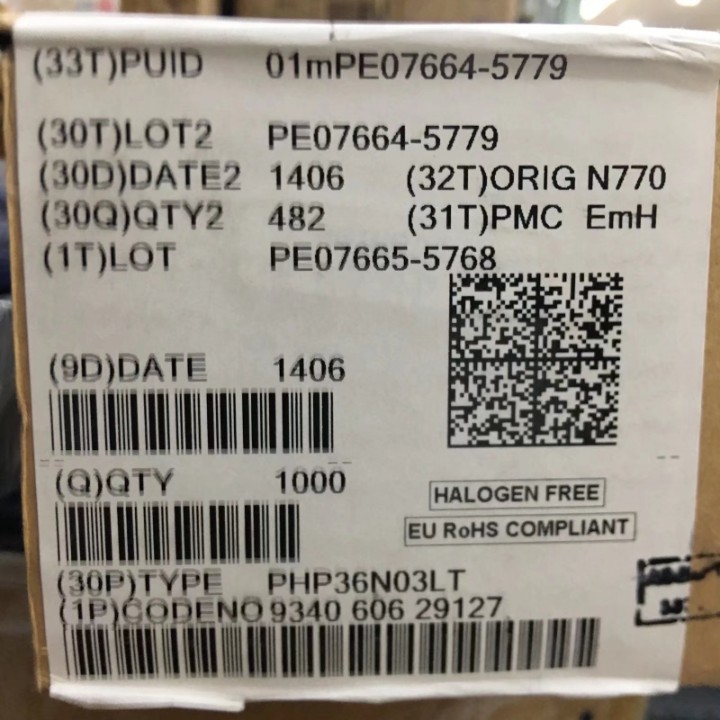 (33T)PUID 01mPE07664-5779
(30T)LOT2 PE07664-5779
(30D)DATE2 1406 (32T)ORIG N770
(30Q)QTY2 482 (31T)PMC EmH
(1T)LOT PE07665-5768
(9D)DATE 1406
(Q)QTY 1000
HALOGEN FREE
EU RoHS COMPLIANT
(30P)TYPE PHP36N03LT
(1P)CODENO 9340 606 29127